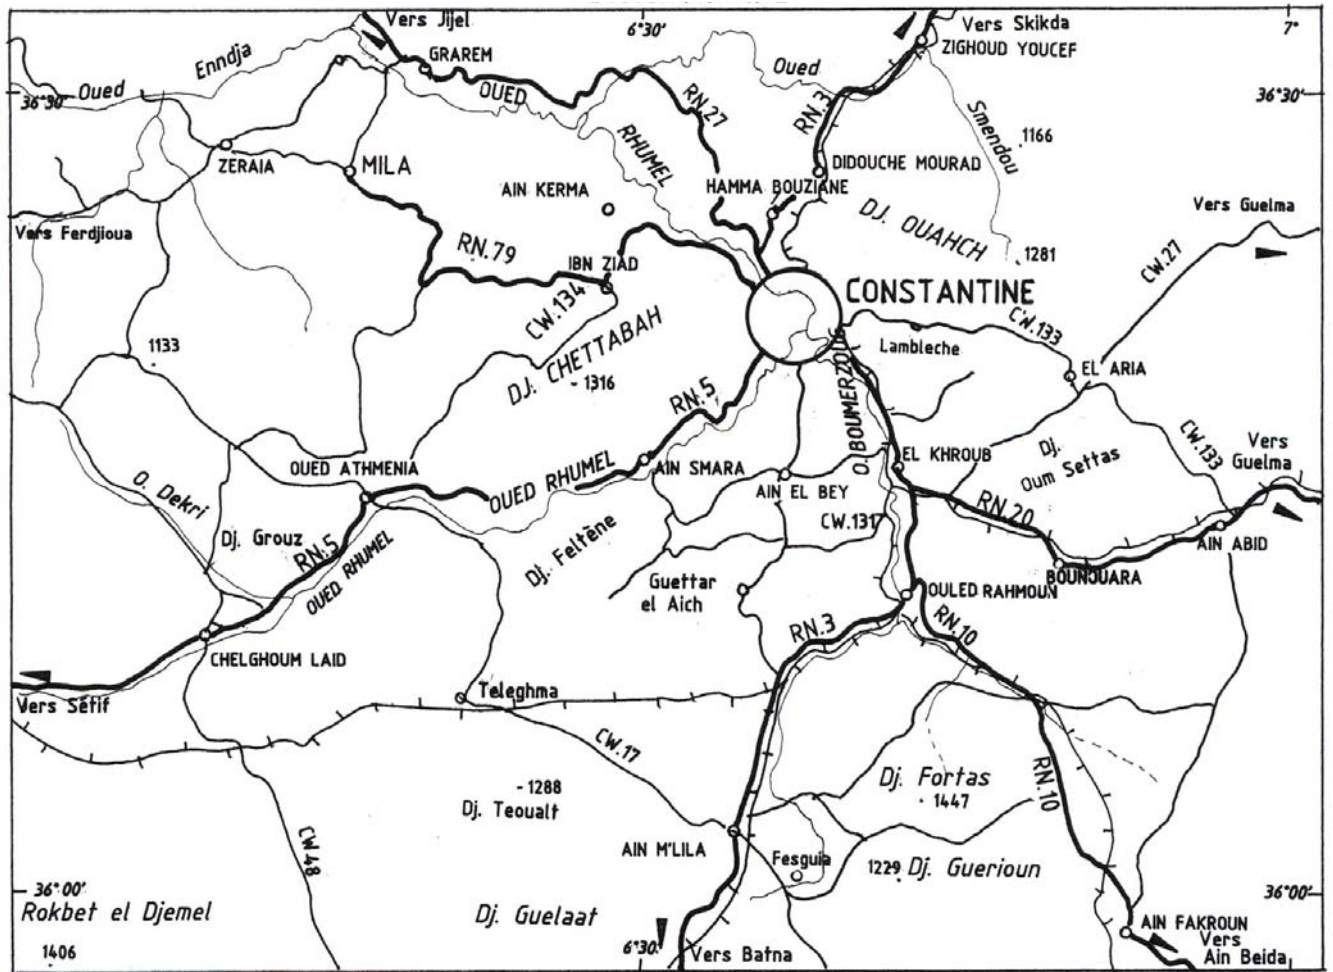 Vers Jijel
6°30
Vers Skikda
7°
ZIGHOUD YOUCEF
GRAREM
Enndja
Oued
Oued
36°30'
OUED
RN.27
RN.3
36°30'
Smendou
1166
RHUMEL
ZERAIA
MILA
DIDOUCHE MOURAD
AIN KERMA
HAMMA BOUZIANE
DJ. OUAHCH
Vers Guelma
Vers Ferdjioua
RN.79
IBN ZIAD
1281
CW.27
CW.134
CONSTANTINE
CW.133
1133
Lambleche
DJ. CHETTABAH
EL ARIA
1316
RN.5
O. BOUMERZOUG
CW.133
Vers
Guelma
OUED ATHMENIA
OUED RHUMEL
AIN SMARA
EL KHROUB
Dj.
Oum Settas
O. Dekri
AIN EL BEY
RN.20
CW.131
Dj. Grouz
RN.5
OUED RHUMEL
Dj. Feltène
AIN ABID
BOUNOUARA
Guettar
el Aich
OULED RAHMOUN
RN.3
RN.10
CHELGHOUM LAID
Teleghma
Vers Sétif
CW.17
RN.10
Dj. Fortas
1447
1288
Dj. Teoualt
CW48
AIN M'LILA
Fesguia
1229
Dj. Guerioun
36°00'
36°00'
Rokbet el Djemel
Dj. Guelaat
AIN FAKROUN
1406
6°30'
Vers Batna
Vers
Ain Beida